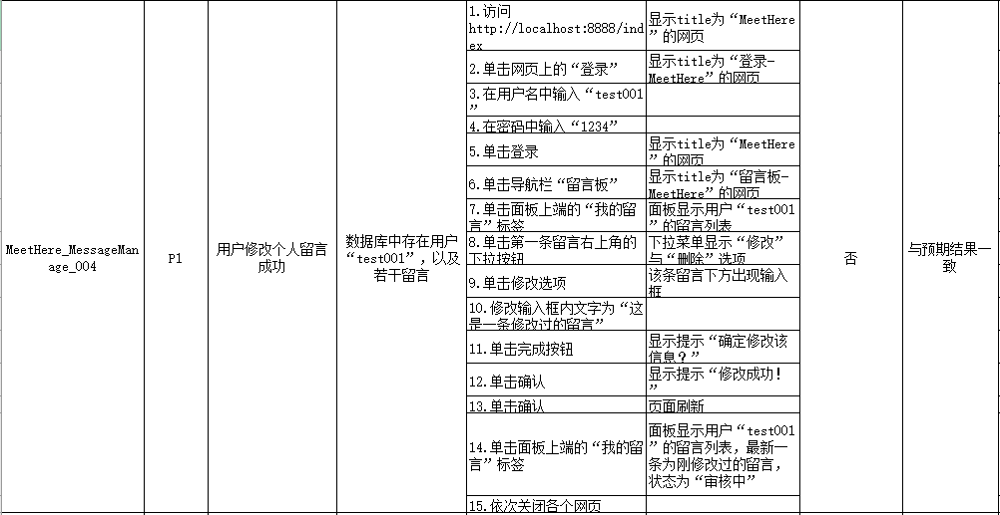 MeetHere_MessageMan
age_004
P1
用户修改个人留言
成功
数据库中存在用户
“test001”，以及
若干留言
1.访问
http://localhost:8888/ind
ex
显示title为“MeetHere
”的网页
2.单击网页上的“登录”
显示title为“登录-
MeetHere”的网页
3.在用户名中输入“test001
”
4.在密码中输入“1234”
5.单击登录
显示title为“MeetHere
”的网页
6.单击导航栏“留言板”
显示title为“留言板-
MeetHere”的网页
7.单击面板上端的“我的留
言”标签
面板显示用户“test001
”的留言列表
8.单击第一条留言右上角的
下拉按钮
下拉菜单显示“修改”
与“删除”选项
9.单击修改选项
该条留言下方出现输入
框
10.修改输入框内文字为“这
是一条修改过的留言”
11.单击完成按钮
显示提示“确定修改该
信息？”
12.单击确认
显示提示“修改成功！
”
13.单击确认
页面刷新
14.单击面板上端的“我的留
言”标签
面板显示用户“test001
”的留言列表，最新一
条为刚修改过的留言，
状态为“审核中”
15.依次关闭各个网页
否
与预期结果一
致